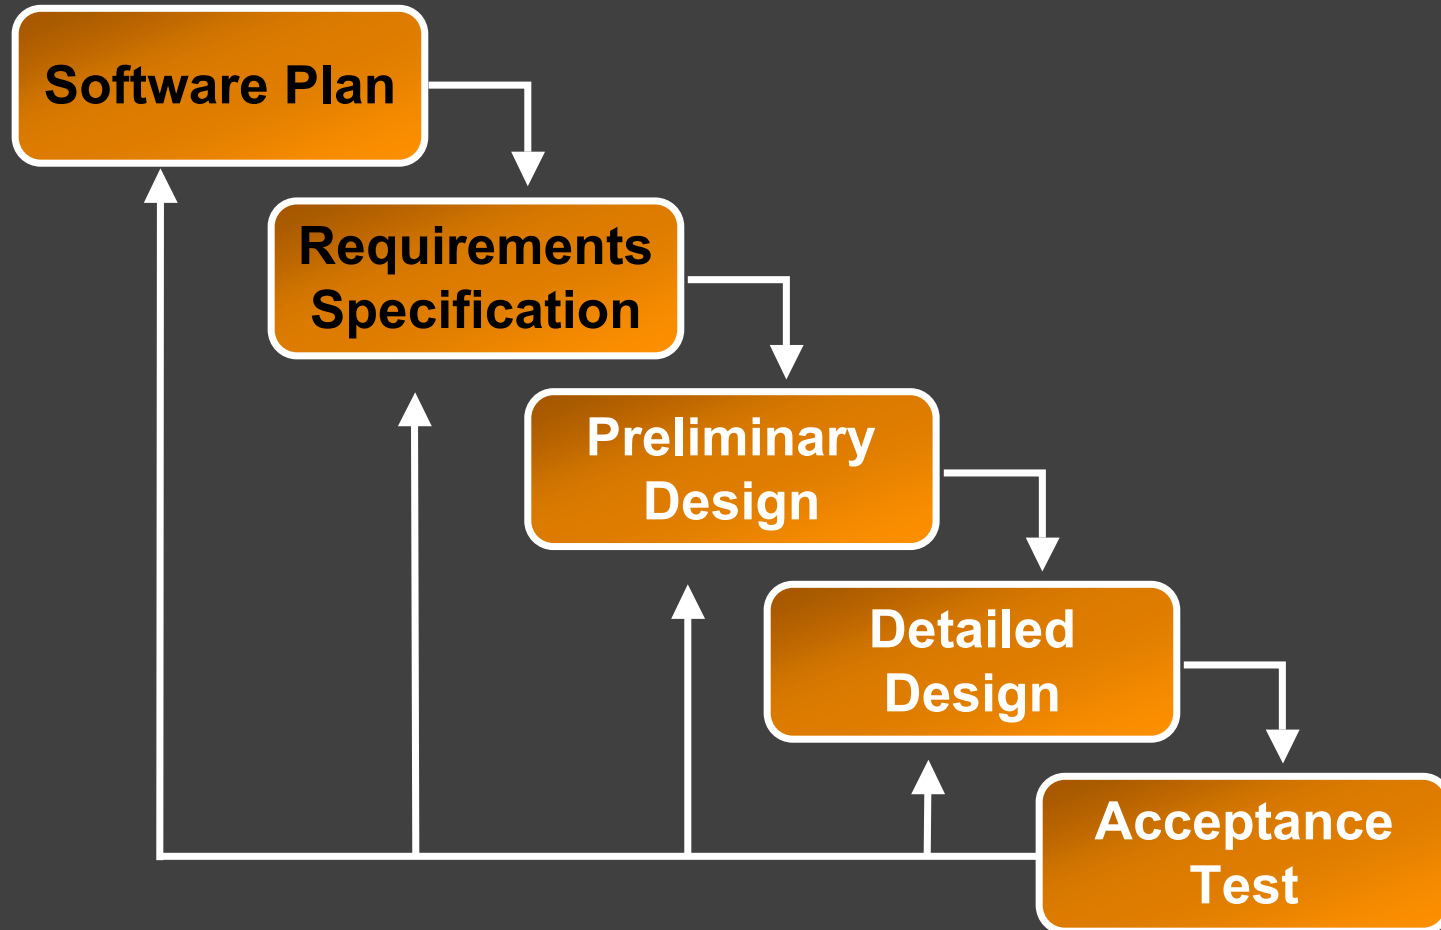 Software Plan
Requirements
Specification
Preliminary
Design
Detailed
Design
Acceptance
Test